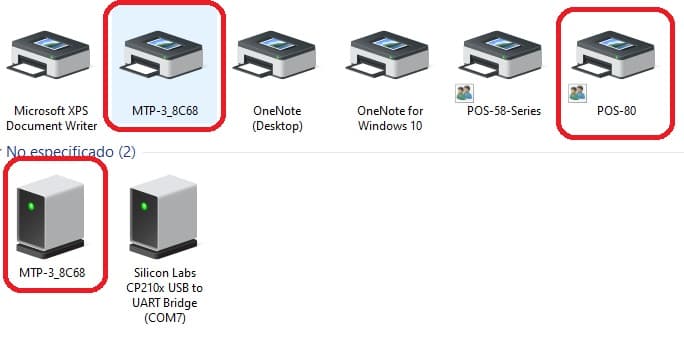 Microsoft XPS
Document Writer
MTP-3_8C68
OneNote
(Desktop)
OneNote for
Windows 10
POS-58-Series
POS-80
No especificado (2)
MTP-3_8C68
Silicon Labs
CP210x USB to
UART Bridge
(COM7)